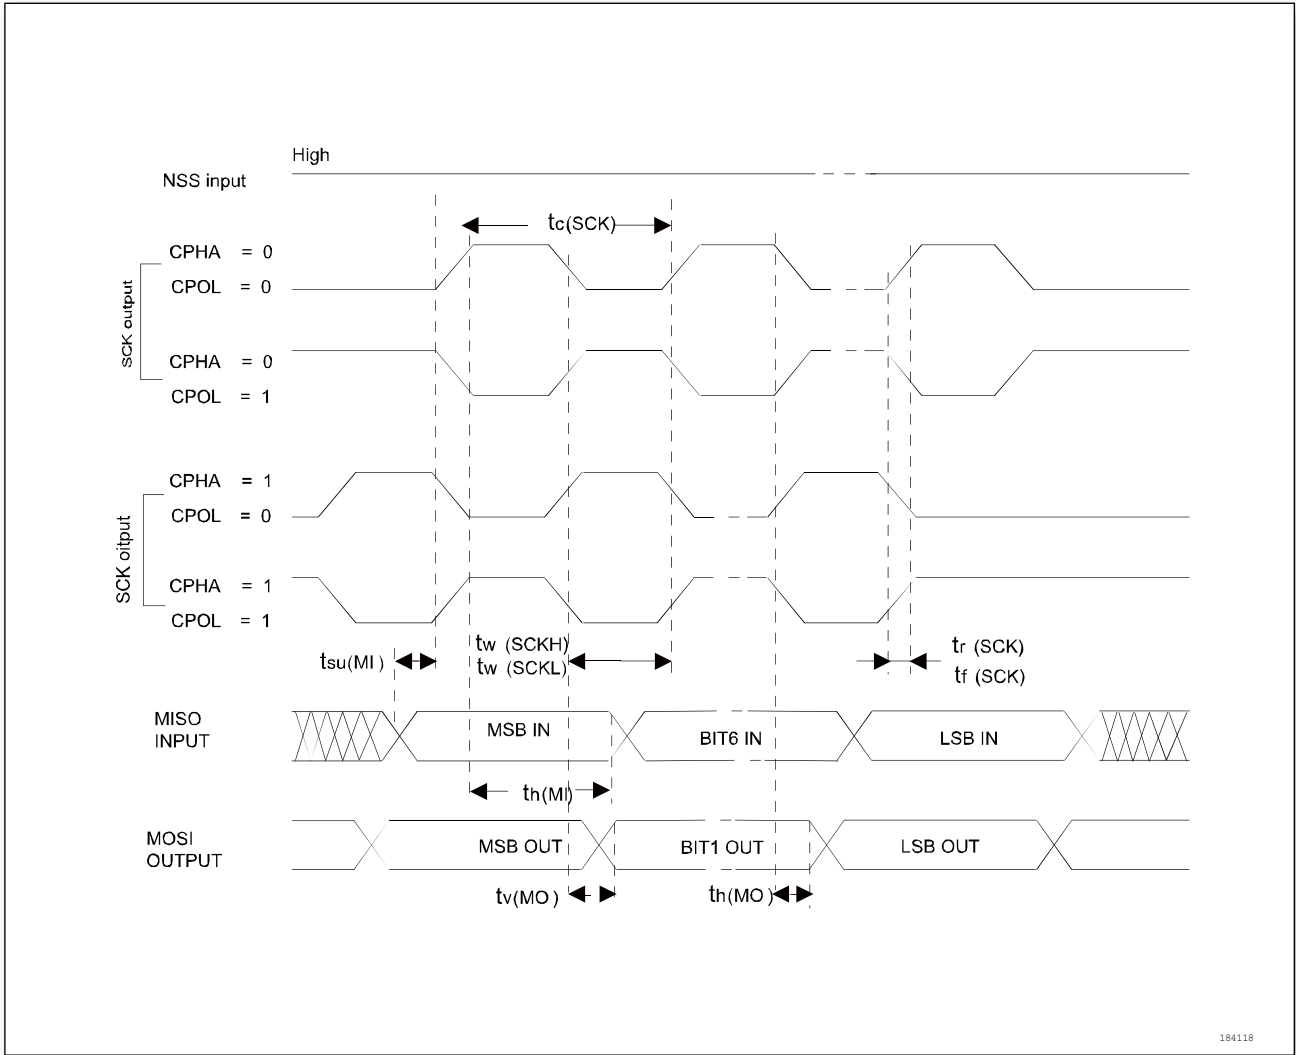 High
NSS input
tc(SCK)
CPHA = 0
CPOL = 0
SCK output
CPHA = 0
CPOL = 1
CPHA = 1
CPOL = 0
SCK oitput
CPHA = 1
CPOL = 1
tsu(MI)
tw (SCKH)
tw (SCKL)
tr (SCK)
tf (SCK)
MISO
INPUT
MSB IN
BIT6 IN
LSB IN
th(MI)
MOSI
OUTPUT
MSB OUT
BIT1 OUT
LSB OUT
tv(MO)
th(MO)
184118